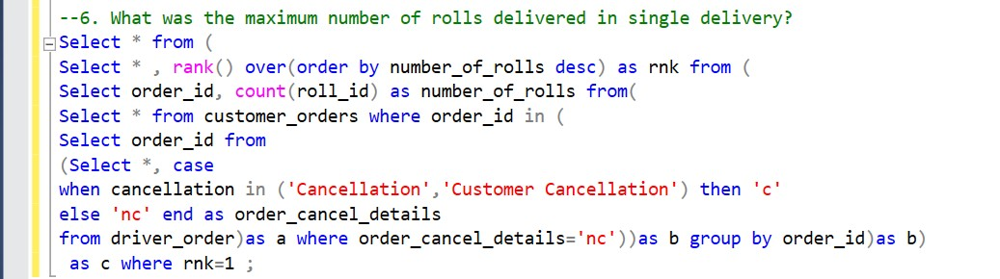 --6. What was the maximum number of rolls delivered in single delivery?
Select * from (
Select * , rank() over(order by number_of_rolls desc) as rnk from (
Select order_id, count(roll_id) as number_of_rolls from(
Select * from customer_orders where order_id in (
Select order_id from
(Select *, case
when cancellation in ('Cancellation','Customer Cancellation') then 'c'
else 'nc' end as order_cancel_details
from driver_order)as a where order_cancel_details='nc'))as b group by order_id)as b)
as c where rnk=1 ;